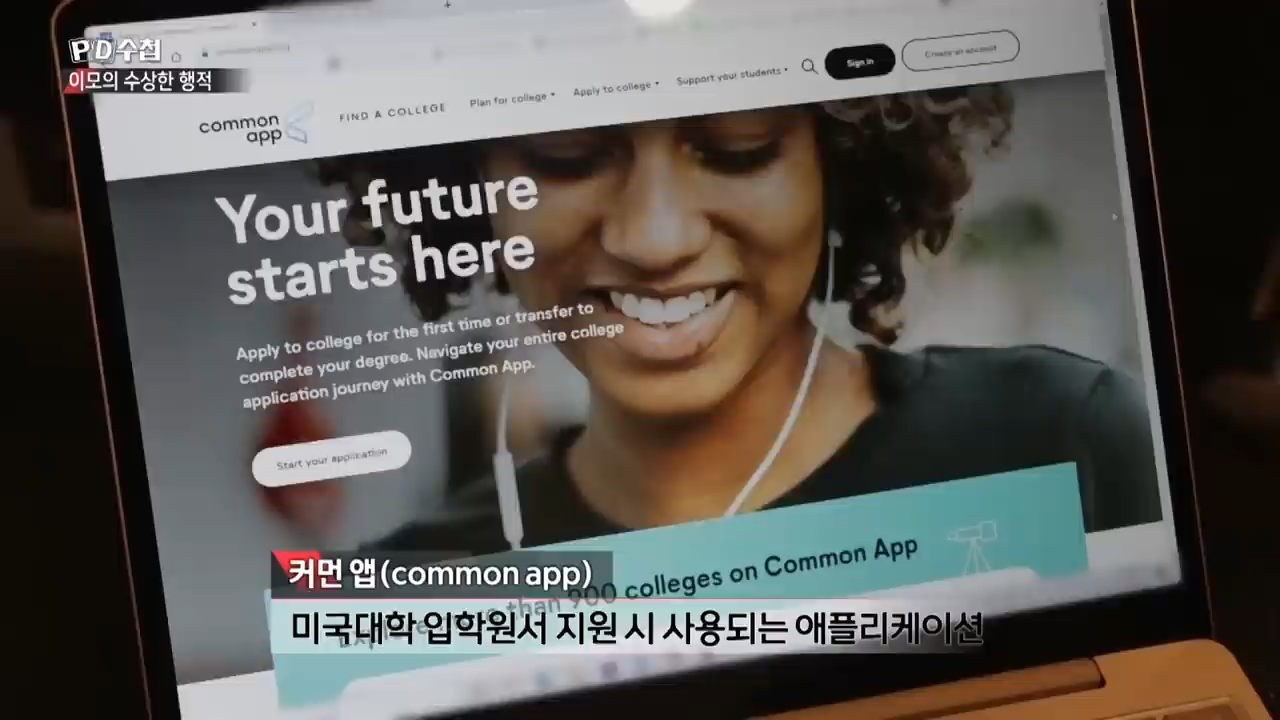 PD수첩
이모의 수상한 행적
common
app
FIND A COLLEGE
Plan for college
Apply to college
Support your students
Sign in
Create an account
Your future
starts here
Apply to college for the first time or transfer to
complete your degree. Navigate your entire college
application journey with Common App.
Start your application
than 900 colleges on Common App
커먼 앱(common app)
미국대학 입학원서 지원 시 사용되는 애플리케이션